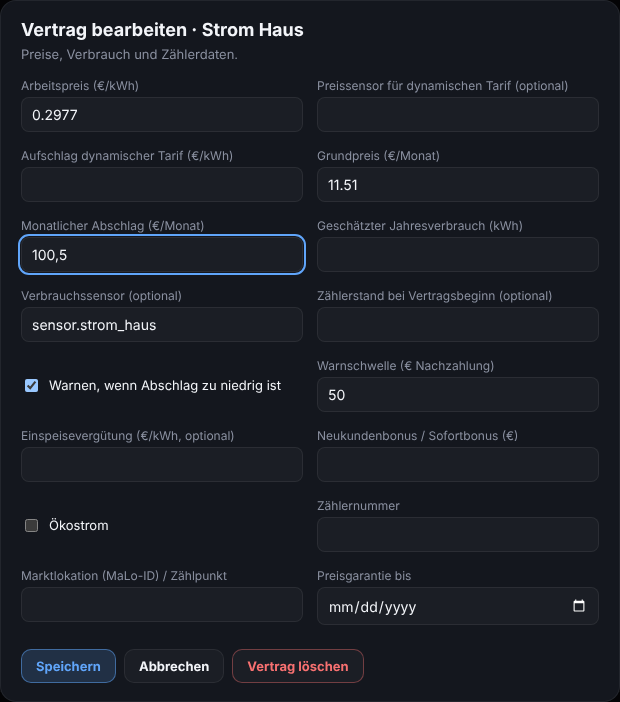 Vertrag bearbeiten · Strom Haus
Preise, Verbrauch und Zählerdaten.
Arbeitspreis (€/kWh)
0.2977
Preissensor für dynamischen Tarif (optional)
Aufschlag dynamischer Tarif (€/kWh)
Grundpreis (€/Monat)
11.51
Monatlicher Abschlag (€/Monat)
100,5
Geschätzter Jahresverbrauch (kWh)
Verbrauchssensor (optional)
sensor.strom_haus
Zählerstand bei Vertragsbeginn (optional)
Warnen, wenn Abschlag zu niedrig ist
Warnschwelle (€ Nachzahlung)
50
Einspeisevergütung (€/kWh, optional)
Neukundenbonus / Sofortbonus (€)
Ökostrom
Zählernummer
Marktlokation (MaLo-ID) / Zählpunkt
Preisgarantie bis
mm/dd/yyyy
Speichern
Abbrechen
Vertrag löschen